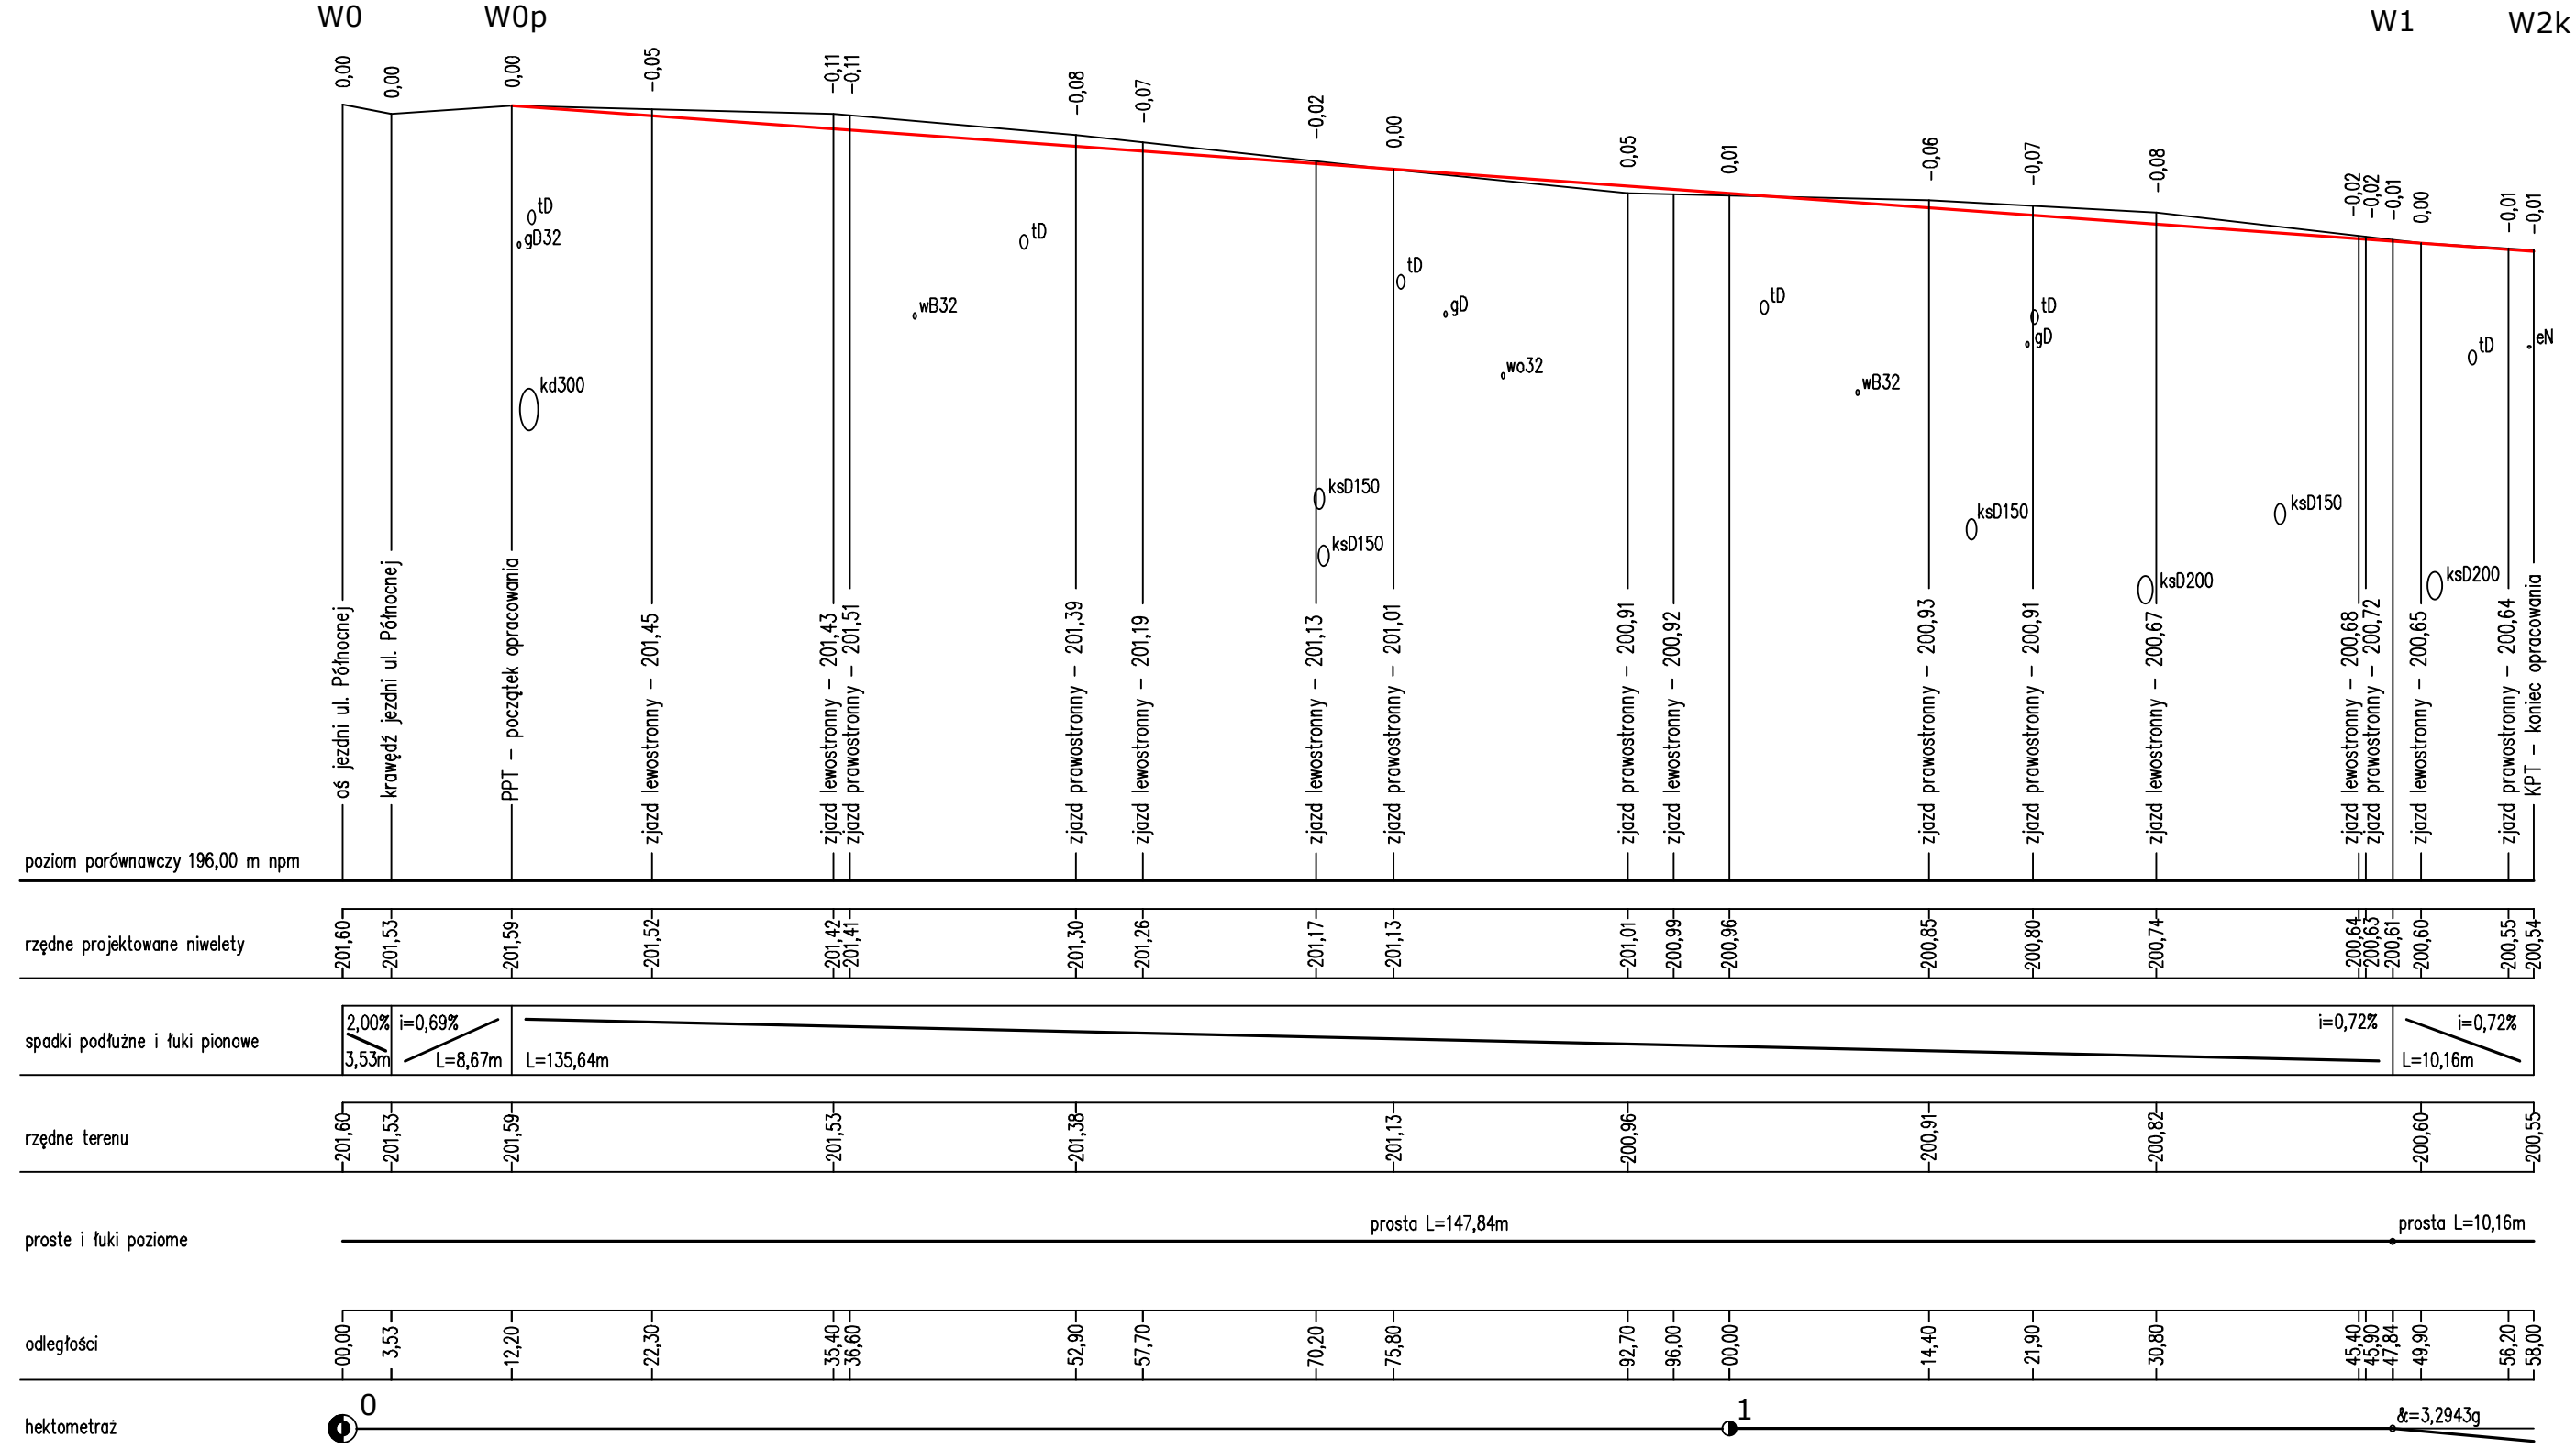 W0 W0p W1 W2k
0,00 0,00 0,00 -0,05 -0,11 -0,11 -0,08 -0,07 -0,02 0,00 0,05 0,01 -0,06 -0,07 -0,08 -0,02 -0,02 -0,01 0,00 -0,01 -0,01
tD
gD32
kd300
wB32
tD
ksD150
ksD150
tD
gD
wo32
tD
wB32
ksD150
tD
gD
ksD200
ksD150
ksD200
tD
eN
oś jezdni ul. Północnej
krawędź jezdni ul. Północnej
PPT – początek opracowania
zjazd lewostronny – 201,45
zjazd lewostronny – 201,43
zjazd prawostronny – 201,51
zjazd prawostronny – 201,39
zjazd lewostronny – 201,19
zjazd lewostronny – 201,13
zjazd prawostronny – 201,01
zjazd prawostronny – 200,91
zjazd lewostronny – 200,92
zjazd prawostronny – 200,93
zjazd prawostronny – 200,91
zjazd lewostronny – 200,67
zjazd lewostronny – 200,68
zjazd prawostronny – 200,72
zjazd lewostronny – 200,65
zjazd prawostronny – 200,64
KPT – koniec opracowania
poziom porównawczy 196,00 m npm
rzędne projektowane niwelety 201,60 201,53 201,59 201,52 201,42 201,41 201,30 201,26 201,17 201,13 201,01 200,99 200,96 200,85 200,80 200,74 200,64 200,63 200,61 200,60 200,55 200,54
spadki podłużne i łuki pionowe
2,00% i=0,69% i=0,72% i=0,72%
3,53m L=8,67m L=135,64m L=10,16m
rzędne terenu 201,60 201,53 201,59 201,53 201,38 201,13 200,96 200,91 200,82 200,60 200,55
proste i łuki poziome prosta L=147,84m prosta L=10,16m
odległości 00,00 3,53 12,20 22,30 35,40 36,60 52,90 57,70 70,20 75,80 92,70 96,00 00,00 14,40 21,90 30,80 45,40 45,90 47,84 49,90 56,20 58,00
hektometraż 0 1 &=3,2943g